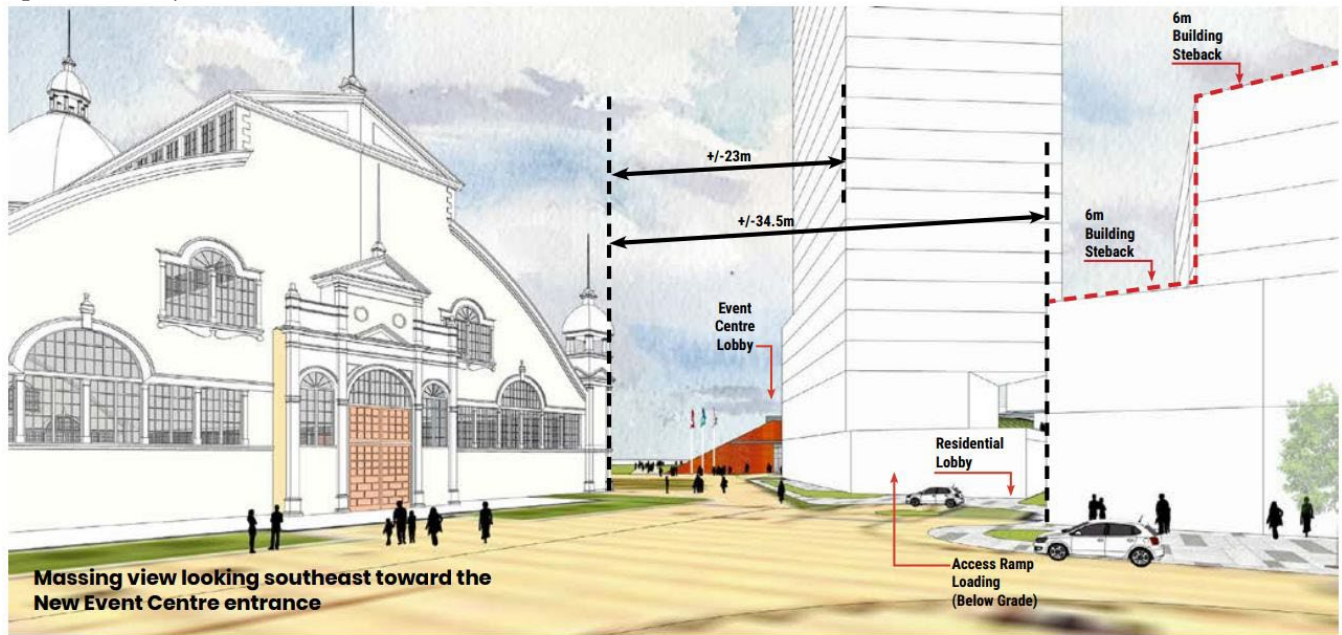 6m
Building
Steback
+/-23m
+/-34.5m
6m
Building
Steback
Event
Centre
Lobby
Residential
Lobby
Access Ramp
Loading
(Below Grade)
Massing view looking southeast toward the
New Event Centre entrance